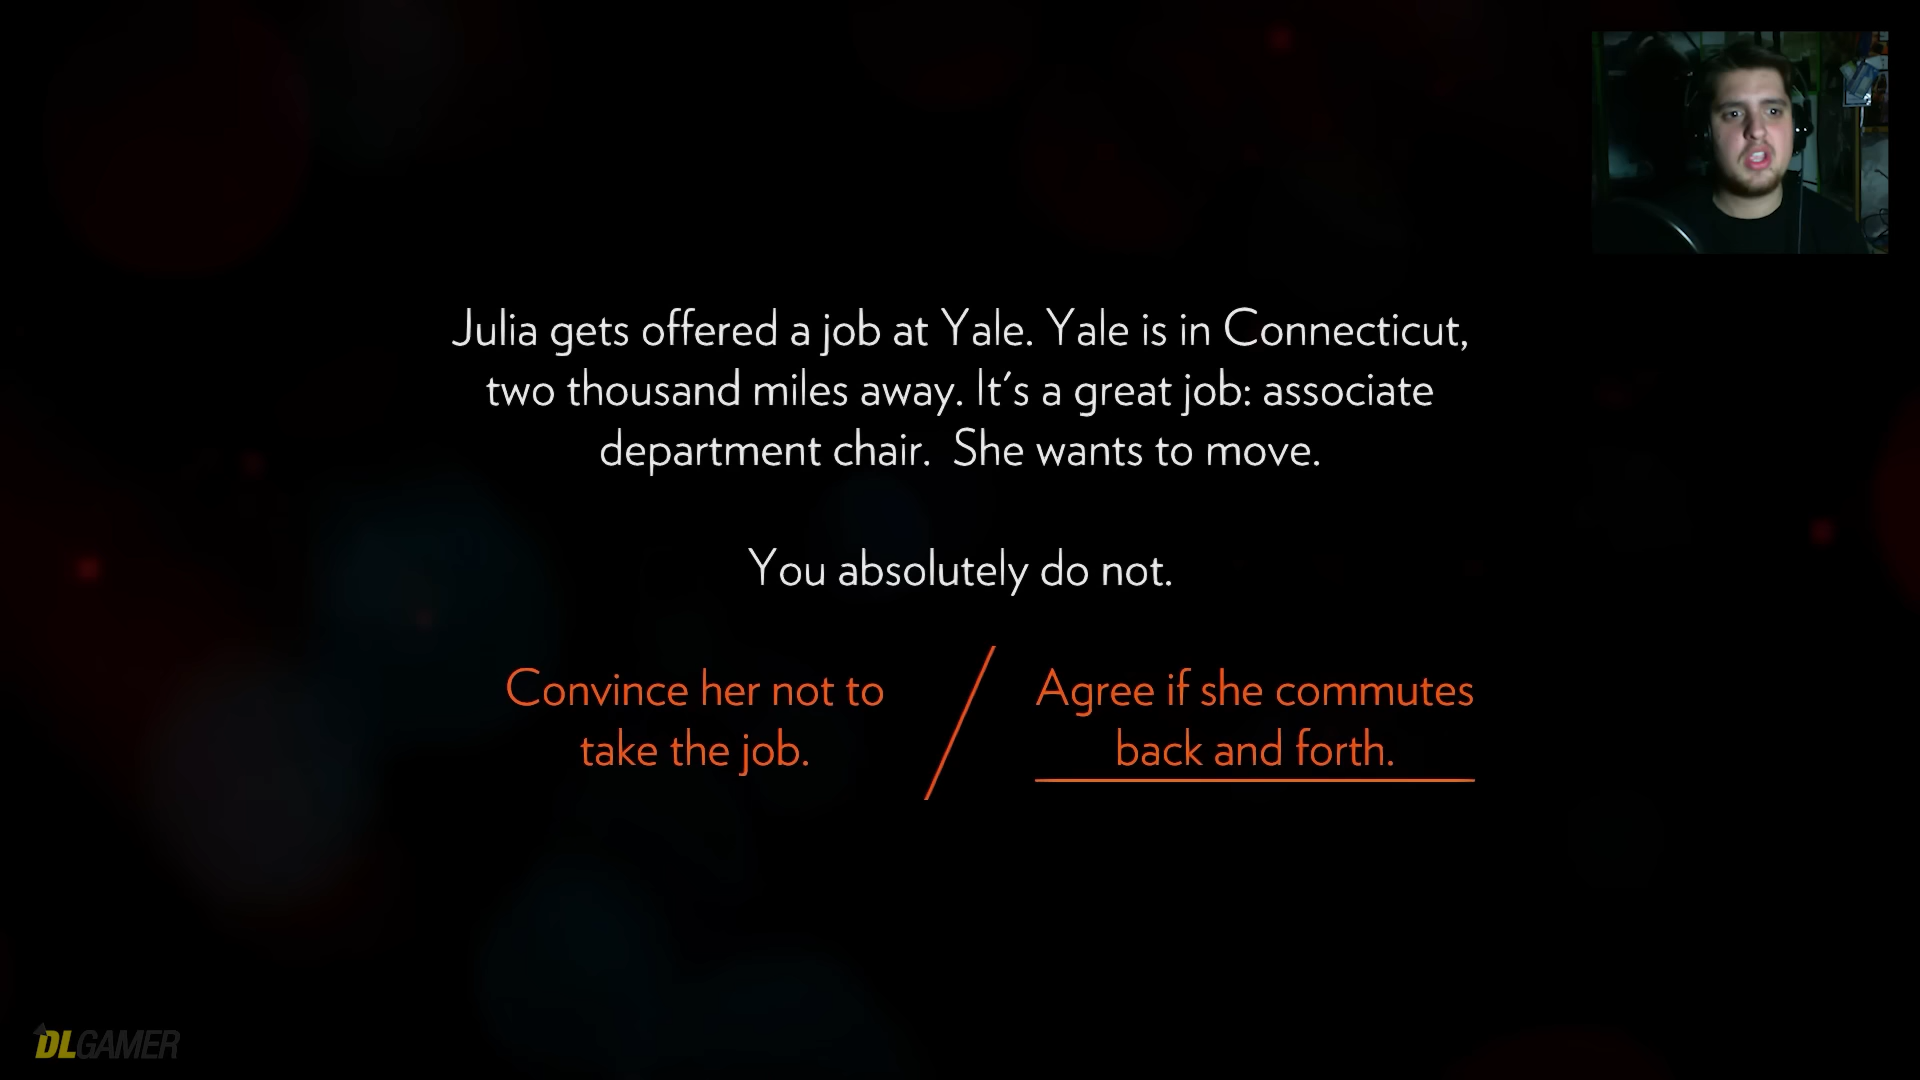 Julia gets offered a job at Yale. Yale is in Connecticut,
two thousand miles away. It's a great job: associate
department chair.  She wants to move.
You absolutely do not.
Convince her not to
take the job.
Agree if she commutes
back and forth.
DLGAMER